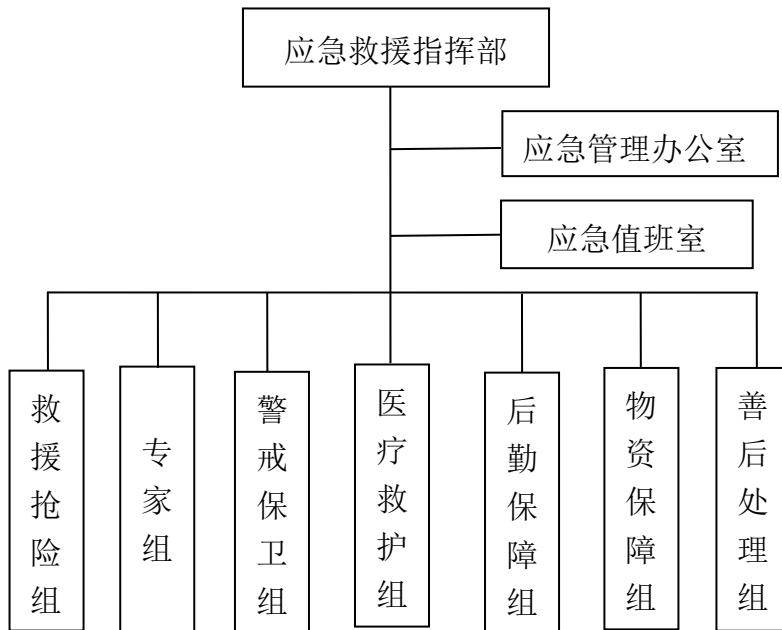 应急救援指挥部
应急管理办公室
应急值班室
救援抢险组
专家组
警戒保卫组
医疗救护组
后勤保障组
物资保障组
善后处理组